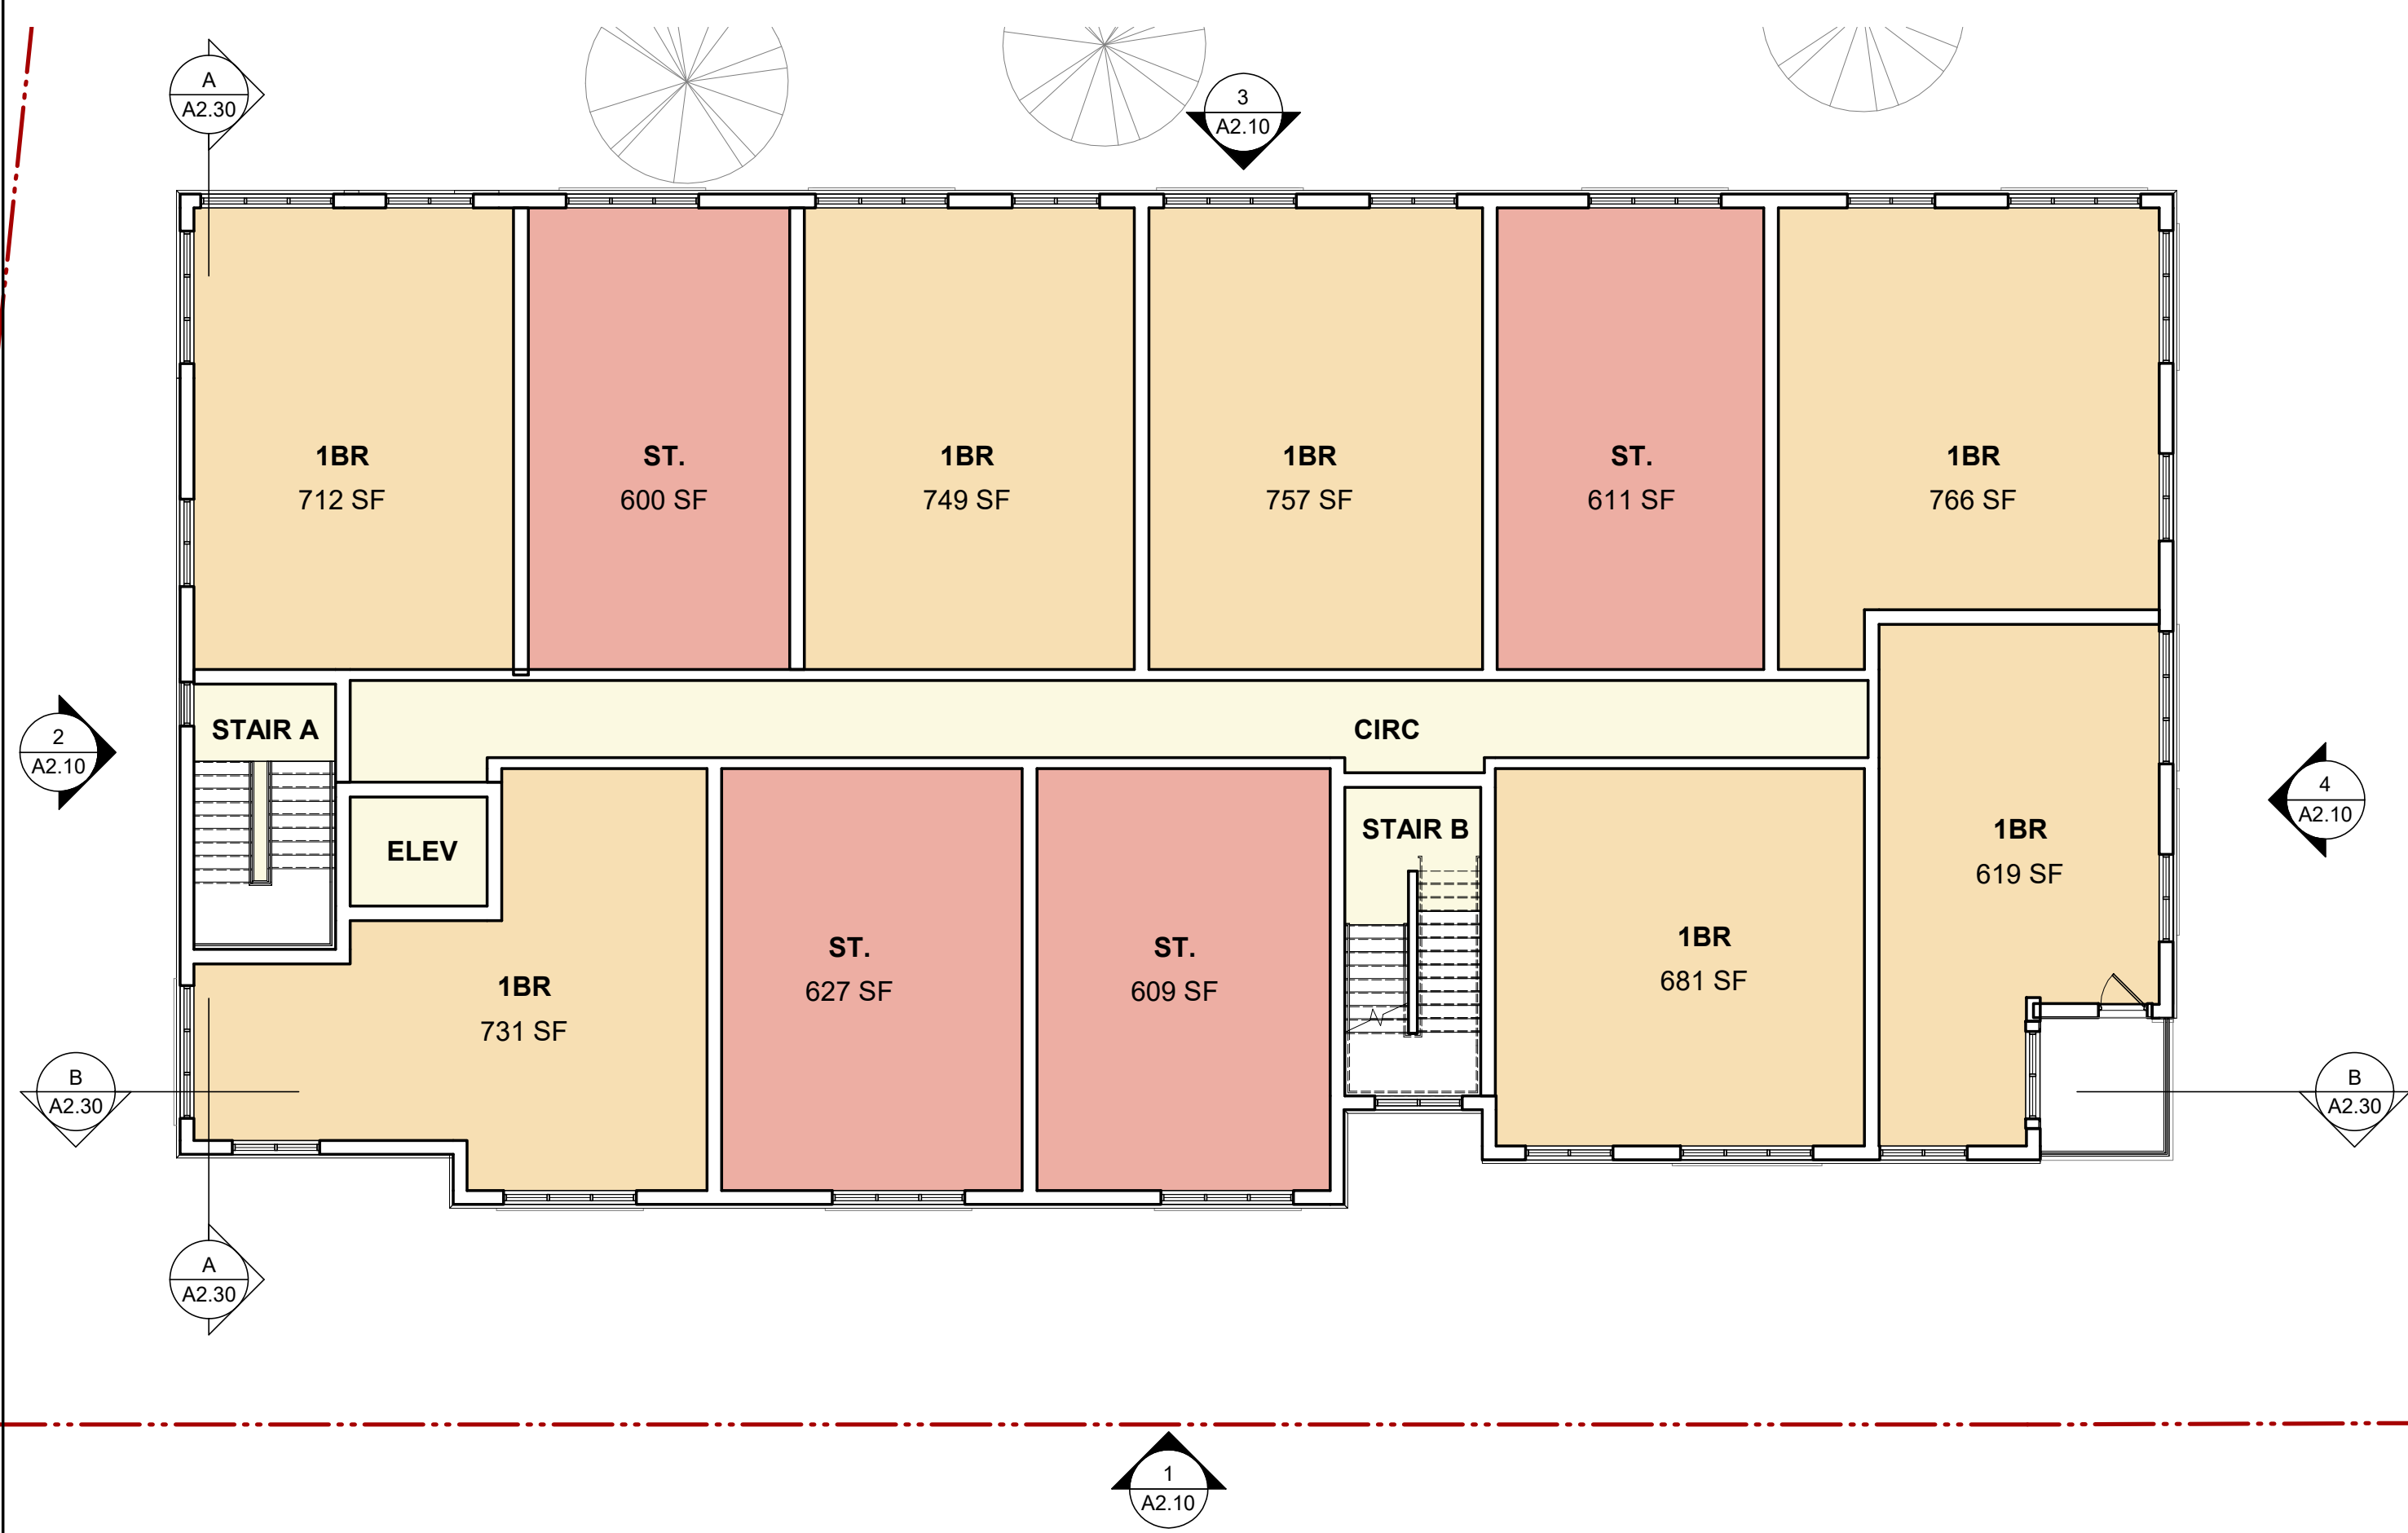 A
A2.30
3
A2.10
1BR
712 SF
ST.
600 SF
1BR
749 SF
1BR
757 SF
ST.
611 SF
1BR
766 SF
STAIR A
CIRC
2
A2.10
4
A2.10
ELEV
STAIR B
1BR
619 SF
1BR
731 SF
ST.
627 SF
ST.
609 SF
1BR
681 SF
B
A2.30
B
A2.30
A
A2.30
1
A2.10